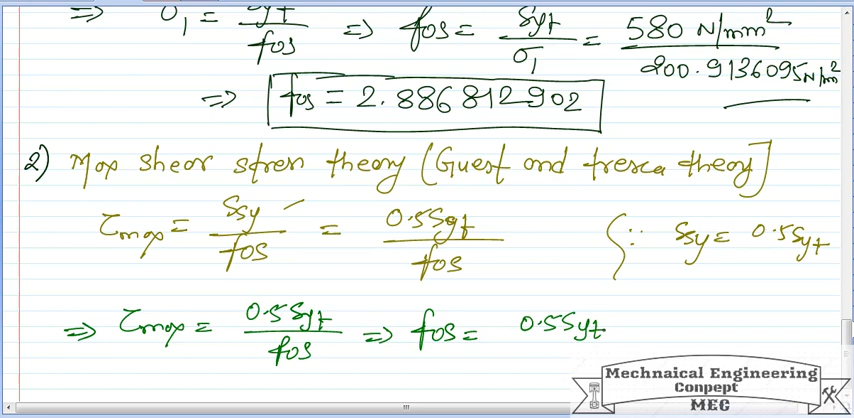 ⇒ σ1 = Syt/fos ⇒ fos = Syt/σ1 = 580 N/mm²/200.9136095 N/mm²
⇒ fos = 2.886812902
2) Max shear stress theory (Guest and tresca theory]
τmax = Ssy/fos = 0.5Syt/fos {∵ Ssy = 0.5Syt
⇒ τmax = 0.5Syt/fos ⇒ fos = 0.5Syt
Mechnaical Engineering
Conpept
MEC